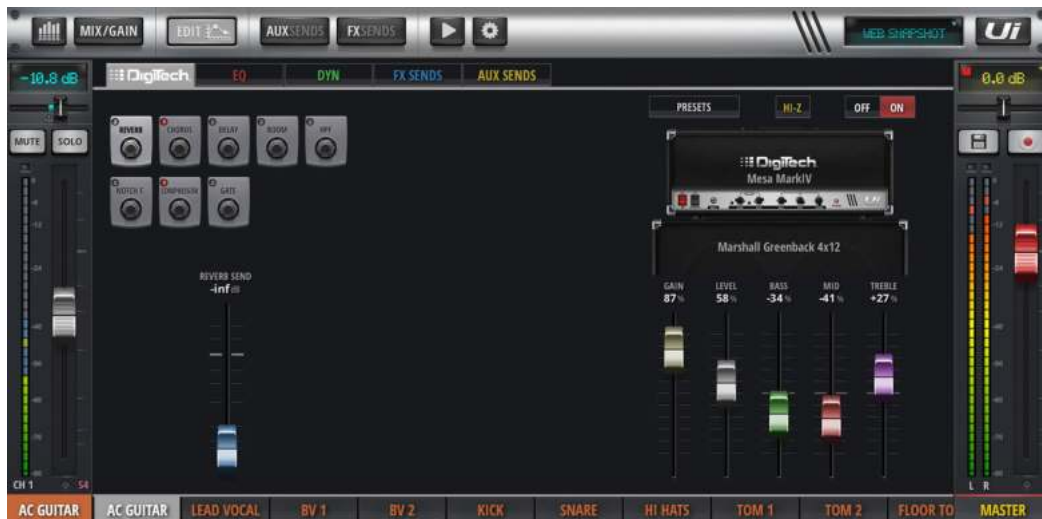 MIX/GAIN EDIT AUXSENDS FXSENDS WEB SNAPSHOT Ui
-10.8 dB DigiTech EQ DYN FX SENDS AUX SENDS 0.0 dB
PRESETS HI-Z OFF ON
MUTE SOLO
REVERB CHORUS DELAY ROOM
DigiTech
Mesa MarkIV
NOTCH F. COMPRESSOR GATE
Marshall Greenback 4x12
REVERB SEND
-inf dB
GAIN LEVEL BASS MID TREBLE
87% 58% -34% -41% +27%
CH 1 54 L R
AC GUITAR AC GUITAR LEAD VOCAL BV 1 BV 2 KICK SNARE HI HATS TOM 1 TOM 2 FLOOR TO MASTER